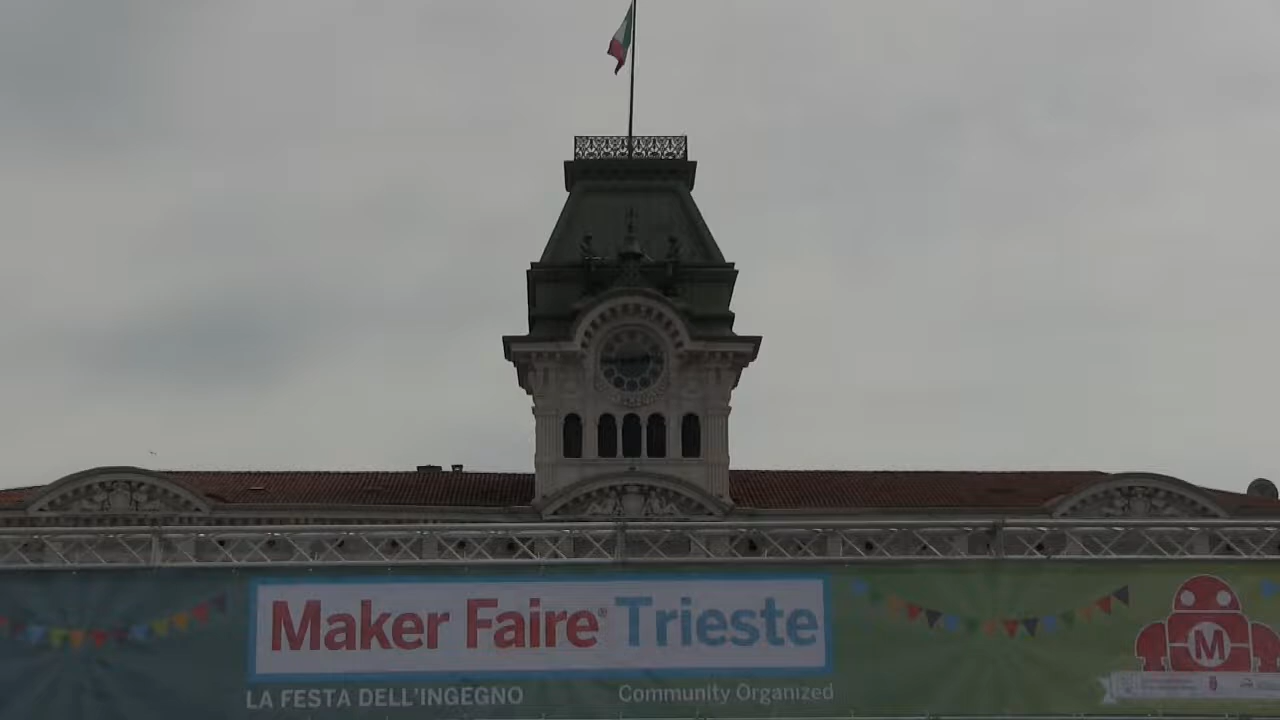 Maker Faire® Trieste
LA FESTA DELL'INGEGNO
Community Organized
M